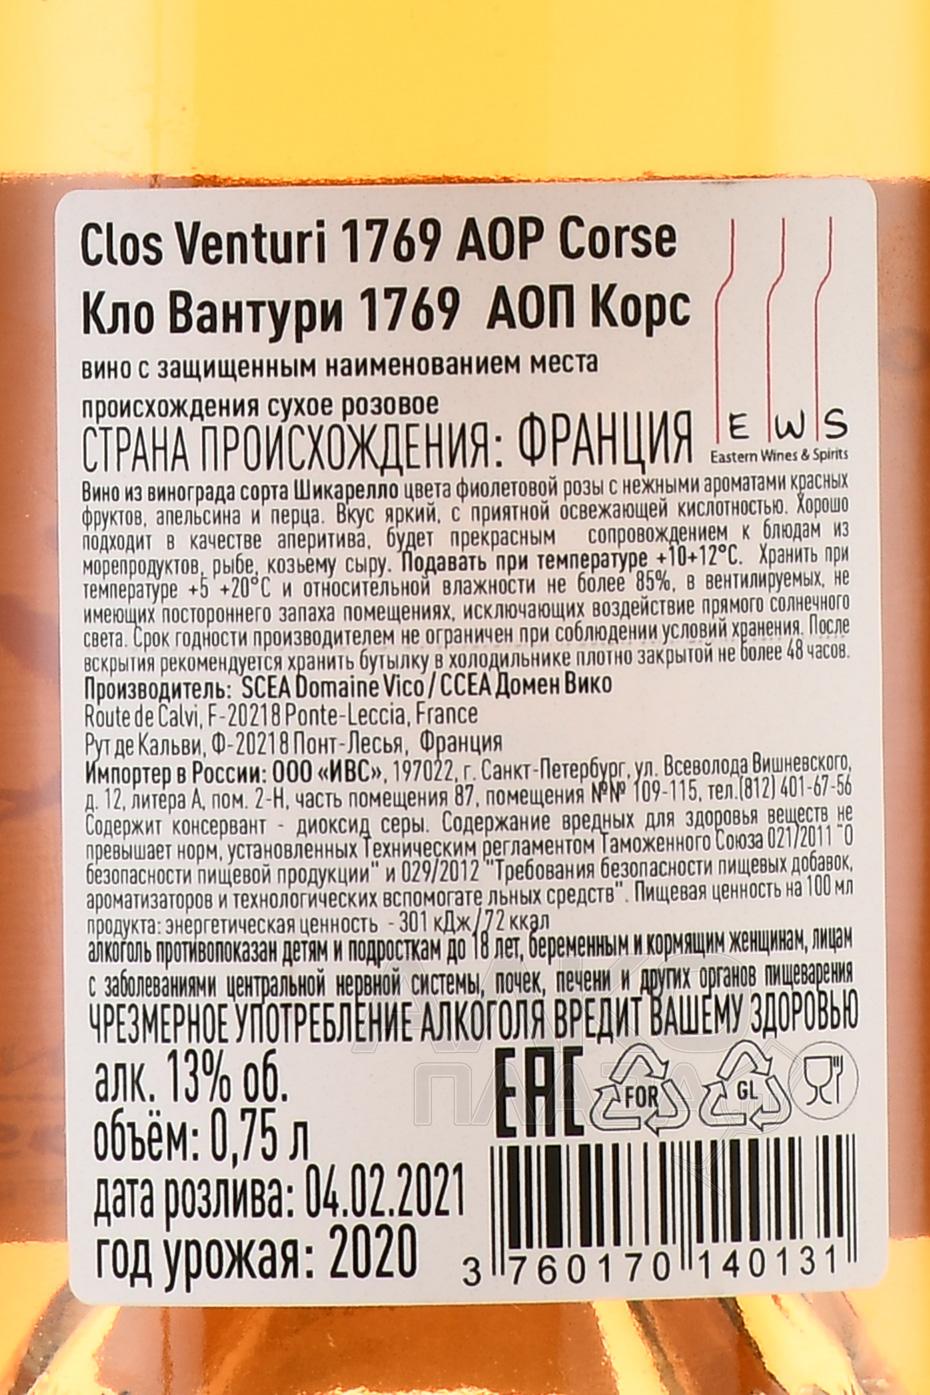 Clos Venturi 1769 AOP Corse
Кло Вантури 1769 АОП Корс
вино с защищенным наименованием места
происхождения сухое розовое
СТРАНА ПРОИСХОЖДЕНИЯ: ФРАНЦИЯ
E W S
Eastern Wines & Spirits
Вино из винограда сорта Шикарелло цвета фиолетовой розы с нежными ароматами красных
фруктов, апельсина и перца. Вкус яркий, с приятной освежающей кислотностью. Хорошо
подходит в качестве аперитива, будет прекрасным сопровождением к блюдам из
морепродуктов, рыбе, козьему сыру. Подавать при температуре +10+12°C. Хранить при
температуре +5 +20°C и относительной влажности не более 85%, в вентилируемых, не
имеющих постороннего запаха помещениях, исключающих воздействие прямого солнечного
света. Срок годности производителем не ограничен при соблюдении условий хранения. После
вскрытия рекомендуется хранить бутылку в холодильнике плотно закрытой не более 48 часов.
Производитель: SCEA Domaine Vico / ССЕА Домен Вико
Route de Calvi, F-20218 Ponte-Leccia, France
Рут де Кальви, Ф-20218 Понт-Лесья, Франция
Импортер в России: ООО «ИВС», 197022, г. Санкт-Петербург, ул. Всеволода Вишневского,
д. 12, литера А, пом. 2-Н, часть помещения 87, помещения №№ 109-115, тел.(812) 401-67-56
Содержит консервант - диоксид серы. Содержание вредных для здоровья веществ не
превышает норм, установленных Техническим регламентом Таможенного Союза 021/2011 "О
безопасности пищевой продукции" и 029/2012 "Требования безопасности пищевых добавок,
ароматизаторов и технологических вспомогате льных средств". Пищевая ценность на 100 мл
продукта: энергетическая ценность - 301 кДж/72 ккал
алкоголь противопоказан детям и подросткам до 18 лет, беременным и кормящим женщинам, лицам
с заболеваниями центральной нервной системы, почек, печени и других органов пищеварения
ЧРЕЗМЕРНОЕ УПОТРЕБЛЕНИЕ АЛКОГОЛЯ ВРЕДИТ ВАШЕМУ ЗДОРОВЬЮ
алк. 13% об.
объём: 0,75 л
дата розлива: 04.02.2021
год урожая: 2020
EAC
FOR
GL
3 760170 140131